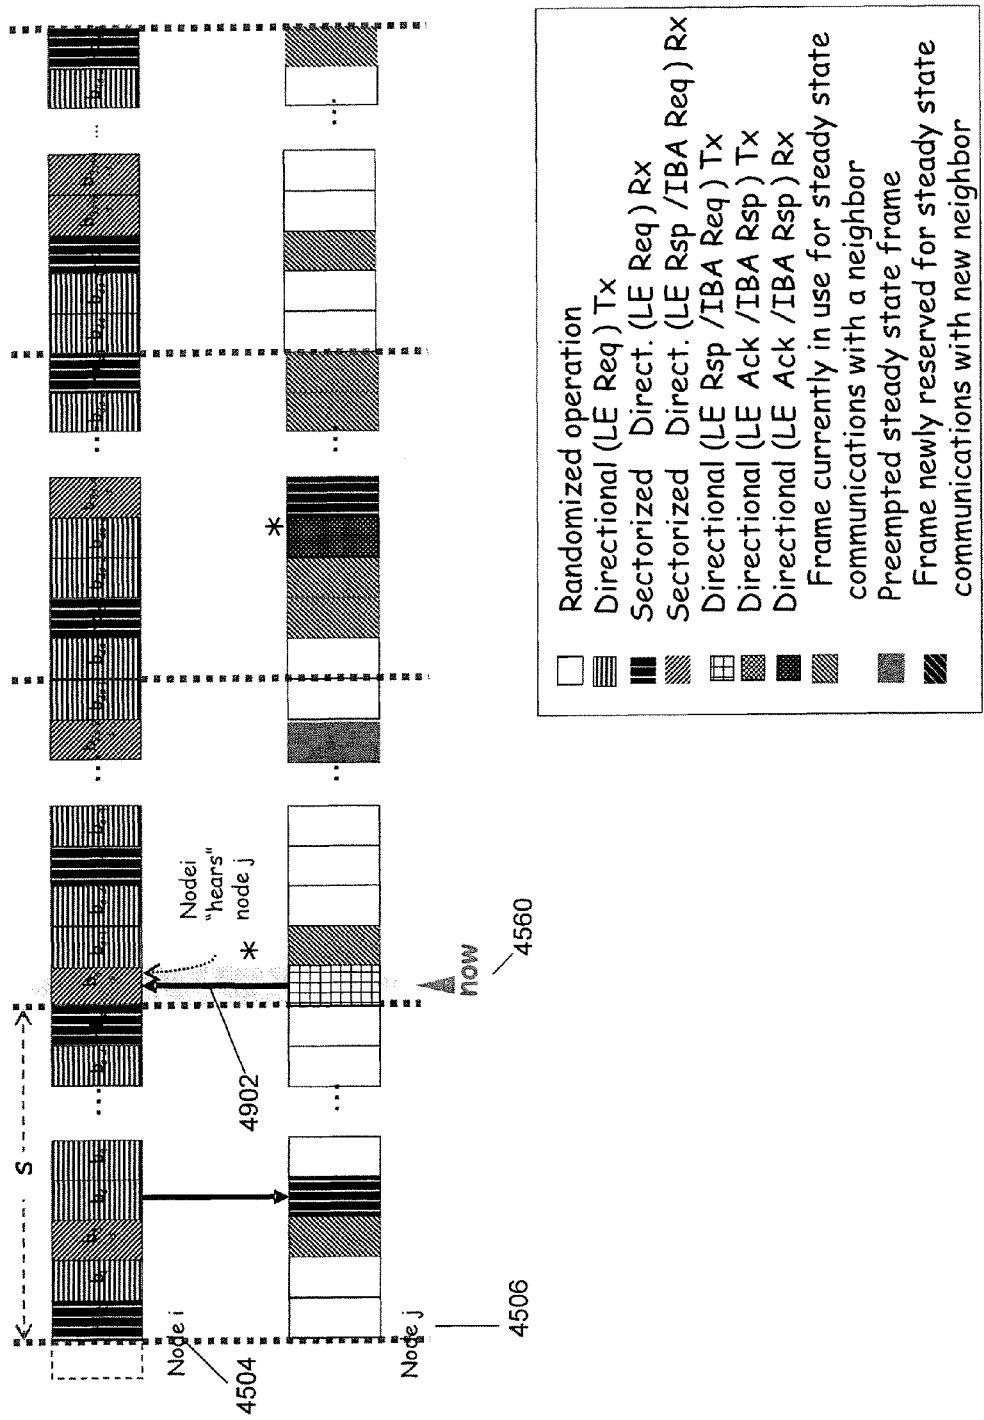 S
Node i
4504
Node j
4506
4902
Nodei
"hears"
node j
*
now
4560
*
...
...
...
...
...
...
...
...
...
...
Randomized operation
Directional (LE Req ) Tx
Sectorized Direct. (LE Req ) Rx
Sectorized Direct. (LE Rsp /IBA Req ) Rx
Directional (LE Rsp /IBA Req ) Tx
Directional (LE Ack /IBA Rsp ) Tx
Directional (LE Ack /IBA Rsp ) Rx
Frame currently in use for steady state
communications with a neighbor
Preempted steady state frame
Frame newly reserved for steady state
communications with new neighbor